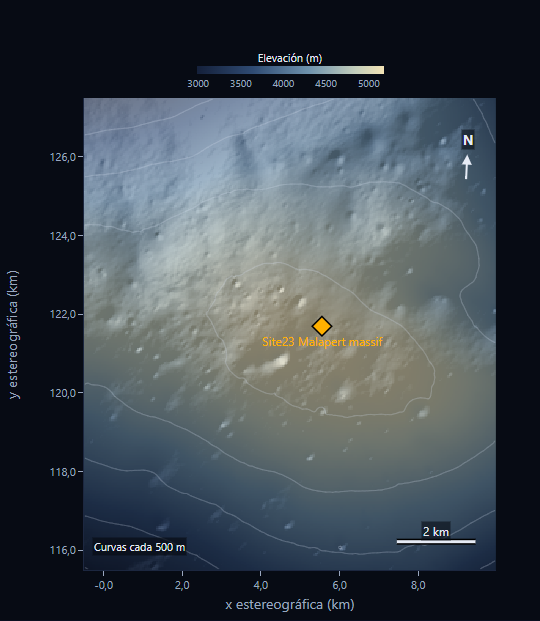 Elevación (m)
3000 3500 4000 4500 5000
N
126,0
124,0
122,0
120,0
118,0
116,0
y estereográfica (km)
Site23 Malapert massif
Curvas cada 500 m
2 km
-0,0 2,0 4,0 6,0 8,0
x estereográfica (km)